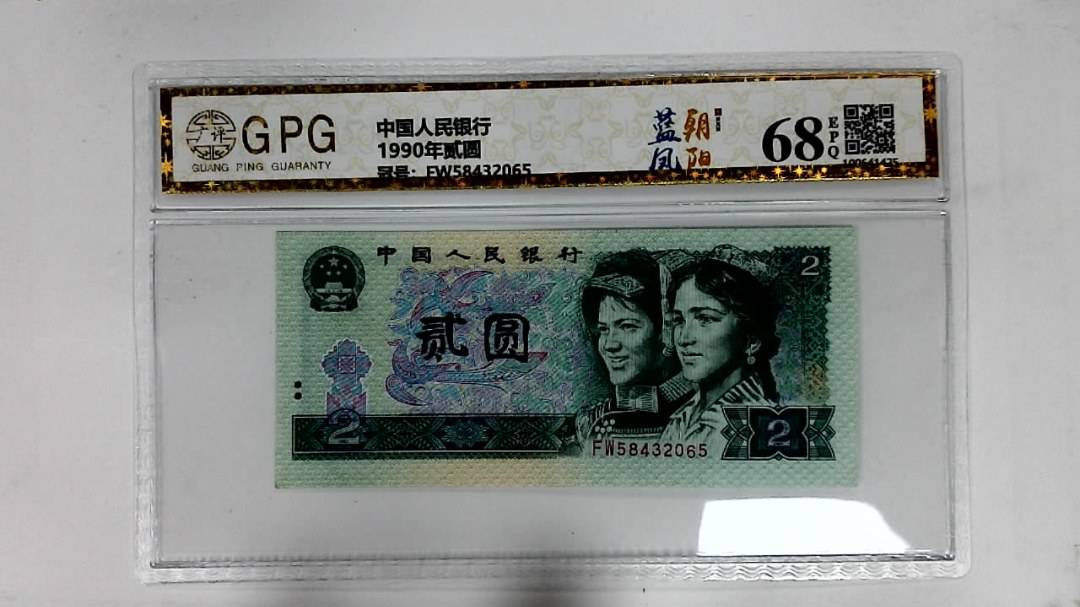 广评
GPG
GUANG PING GUARANTY
中国人民银行
1990年贰圆
冠号: FW58432065
蓝凤
朝阳
68
EPQ
中国人民银行
贰圆
2
2
2
FW58432065